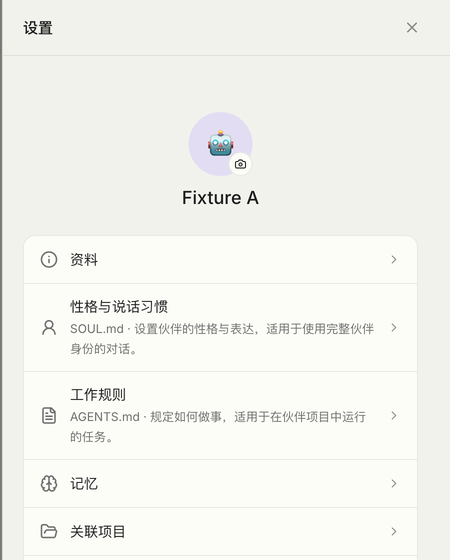 设置
Fixture A
资料
性格与说话习惯
SOUL.md · 设置伙伴的性格与表达，适用于使用完整伙伴
身份的对话。
工作规则
AGENTS.md · 规定如何做事，适用于在伙伴项目中运行
的任务。
记忆
关联项目